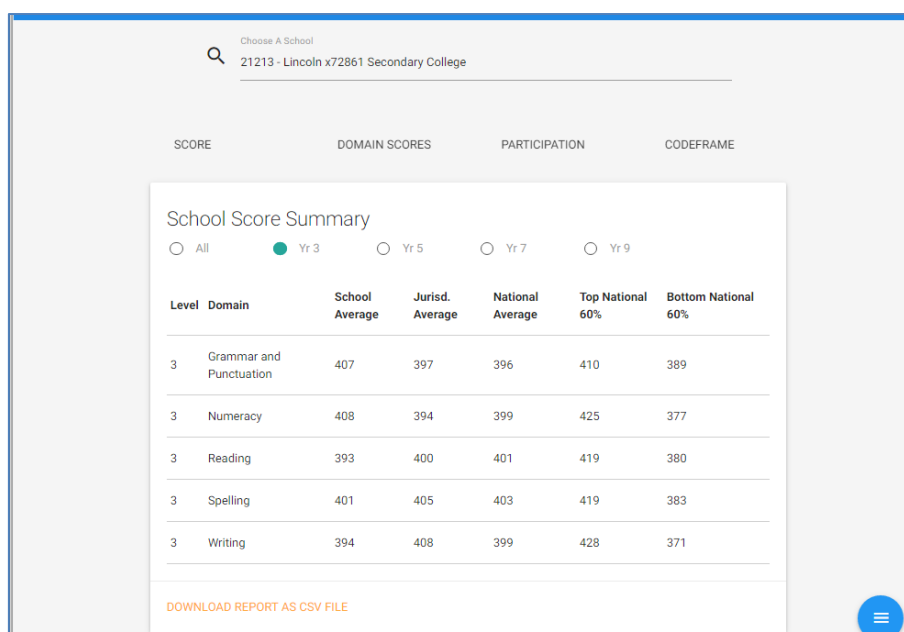 Choose A School
21213 - Lincoln x72861 Secondary College
SCORE DOMAIN SCORES PARTICIPATION CODEFRAME
School Score Summary
All Yr 3 Yr 5 Yr 7 Yr 9
Level Domain School Average Jurisd. Average National Average Top National 60% Bottom National 60%
3 Grammar and Punctuation 407 397 396 410 389
3 Numeracy 408 394 399 425 377
3 Reading 393 400 401 419 380
3 Spelling 401 405 403 419 383
3 Writing 394 408 399 428 371
DOWNLOAD REPORT AS CSV FILE